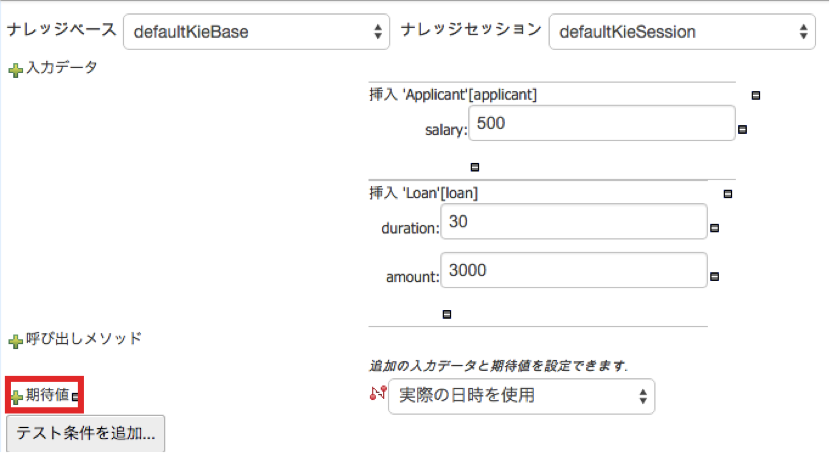 ナレッジベース defaultKieBase ナレッジセッション defaultKieSession
入力データ
挿入 'Applicant'[applicant]
salary: 500
挿入 'Loan'[loan]
duration: 30
amount: 3000
呼び出しメソッド
追加の入力データと期待値を設定できます.
期待値 実際の日時を使用
テスト条件を追加...